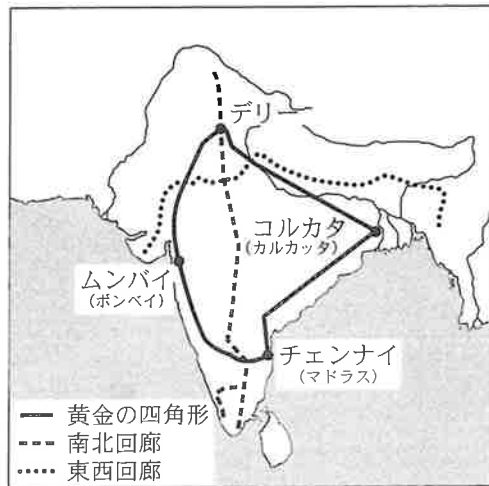 デリー
コルカタ
(カルカッタ)
ムンバイ
(ボンベイ)
チェンナイ
(マドラス)
黄金の四角形
南北回廊
東西回廊